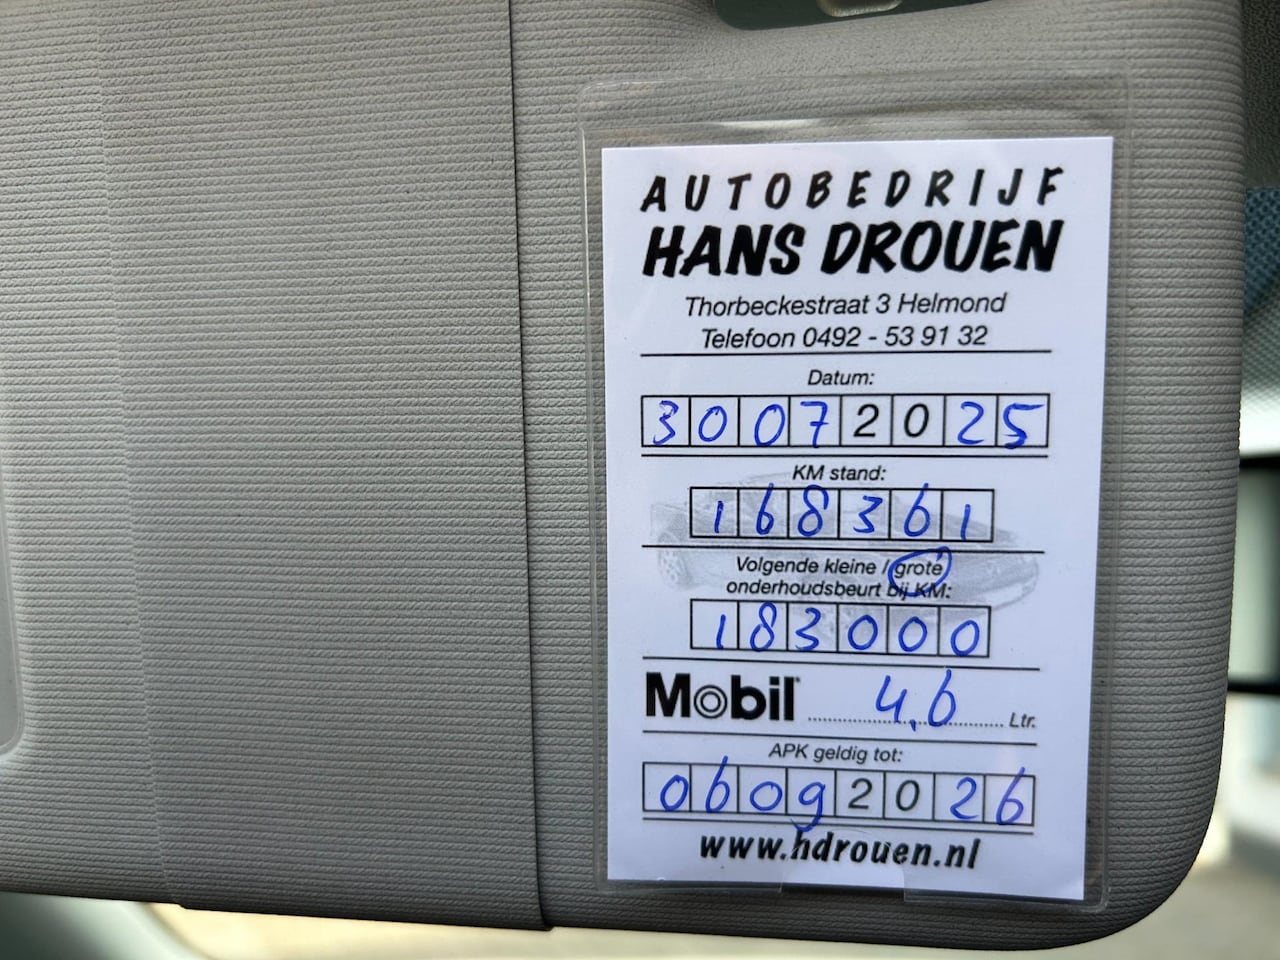 AUTOBEDRIJF
HANS DROUEN
Thorbeckestraat 3 Helmond
Telefoon 0492 - 53 91 32
Datum:
30072025
KM stand:
168361
Volgende kleine / grote
onderhoudsbeurt bij KM:
183000
Mobil 4,6 Ltr.
APK geldig tot:
06092026
www.hdrouen.nl